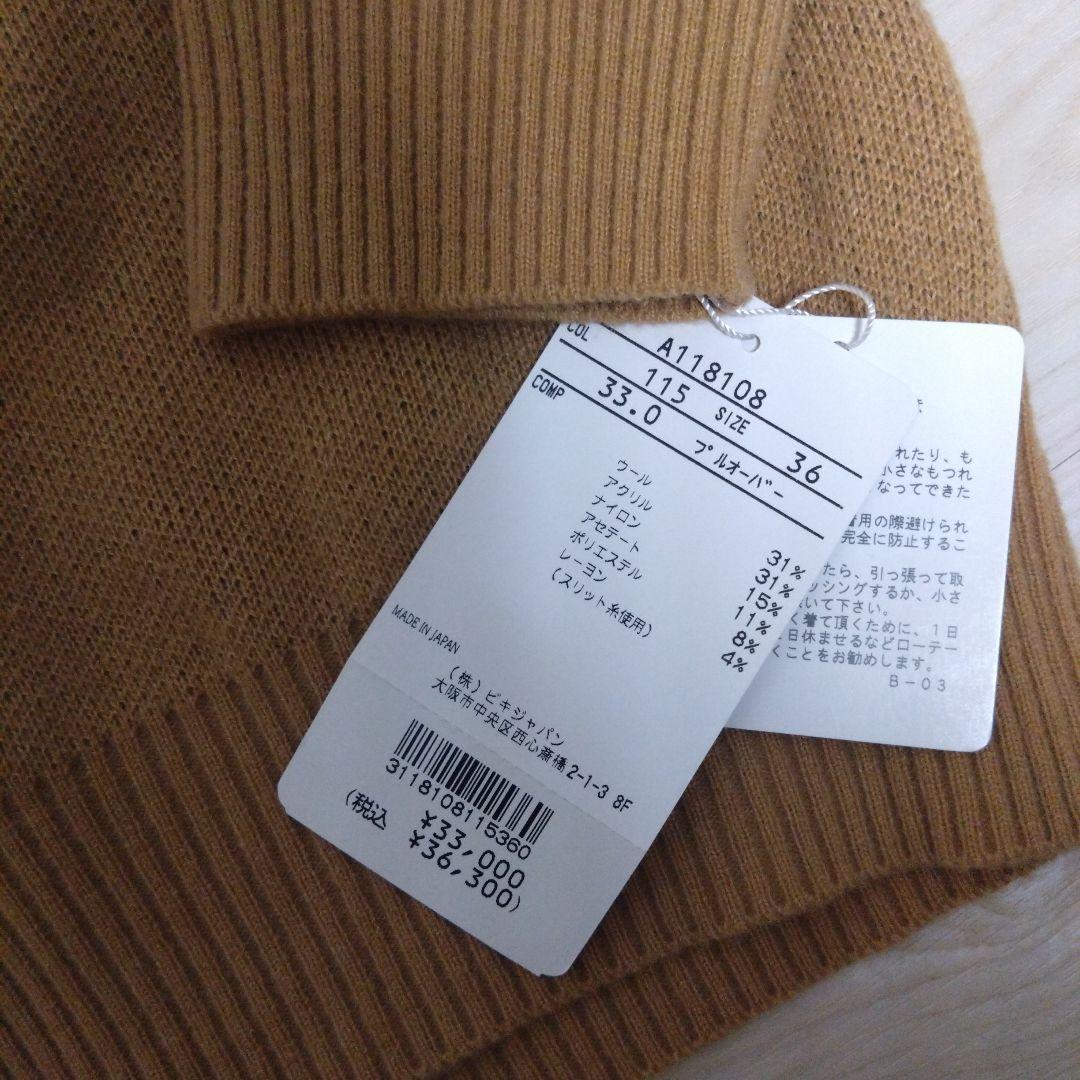 A118108
COL 115 SIZE 36
COMP 33.0 プルオーバー
ウール 31%
アクリル 31%
ナイロン 15%
アセテート 11%
ポリエステル 8%
レーヨン 4%
(スリット糸使用)
MADE IN JAPAN
(株)ビキジャパン
大阪市中央区西心斎橋2-1-3 8F
3118108115360
¥33,000
(税込 ¥36,300)
れたり、も
小さなもつれ
なってできた
着用の際避けられ
完全に防止するこ
たら、引っ張って取
ッシングするか、小さ
いて下さい。
く着て頂くために、1日
日休ませるなどローテー
くことをお勧めします。
B-03